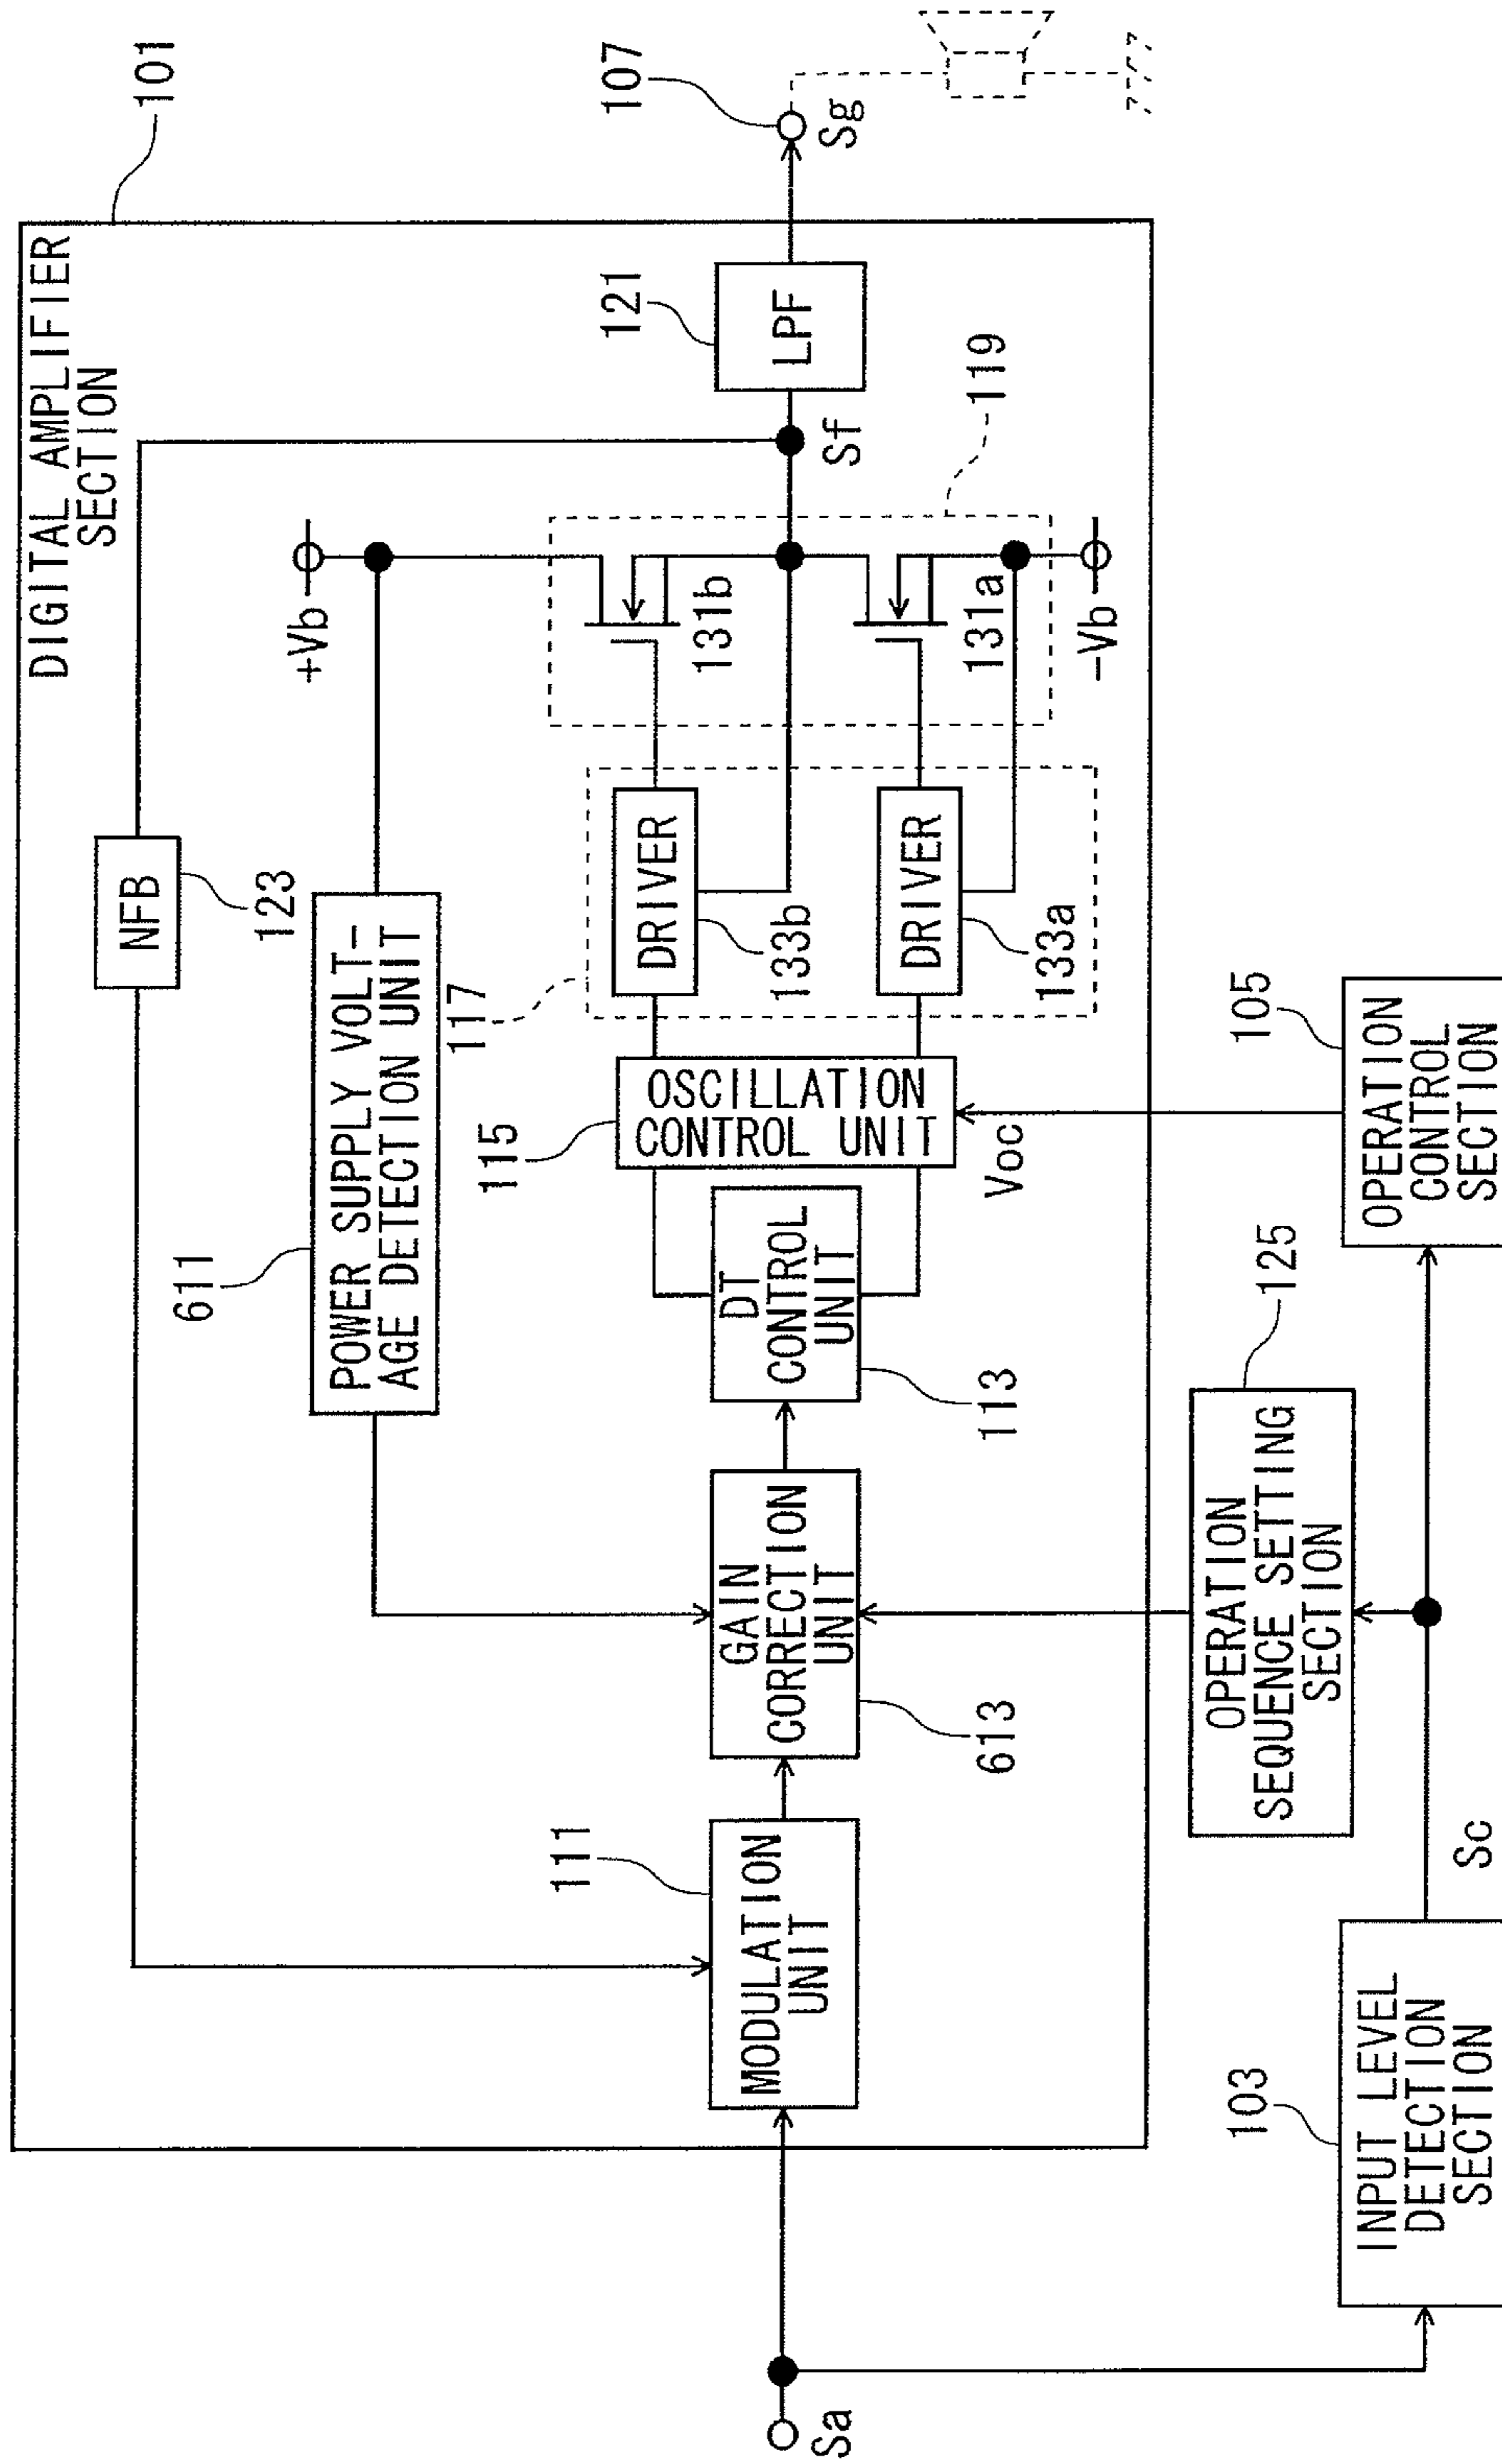 DIGITAL AMPLIFIER
SECTION
101
NFB
123
611
POWER SUPPLY VOLT-
AGE DETECTION UNIT
+Vb
107
Sg
121
LPF
Sf
119
131b
131a
-Vb
117
DRIVER
133b
DRIVER
133a
115
OSCILLATION
CONTROL UNIT
Voc
DT
CONTROL
UNIT
113
GAIN
CORRECTION
UNIT
613
111
MODULATION
UNIT
Sa
103
INPUT LEVEL
DETECTION
SECTION
Sc
125
OPERATION
SEQUENCE SETTING
SECTION
105
OPERATION
CONTROL
SECTION